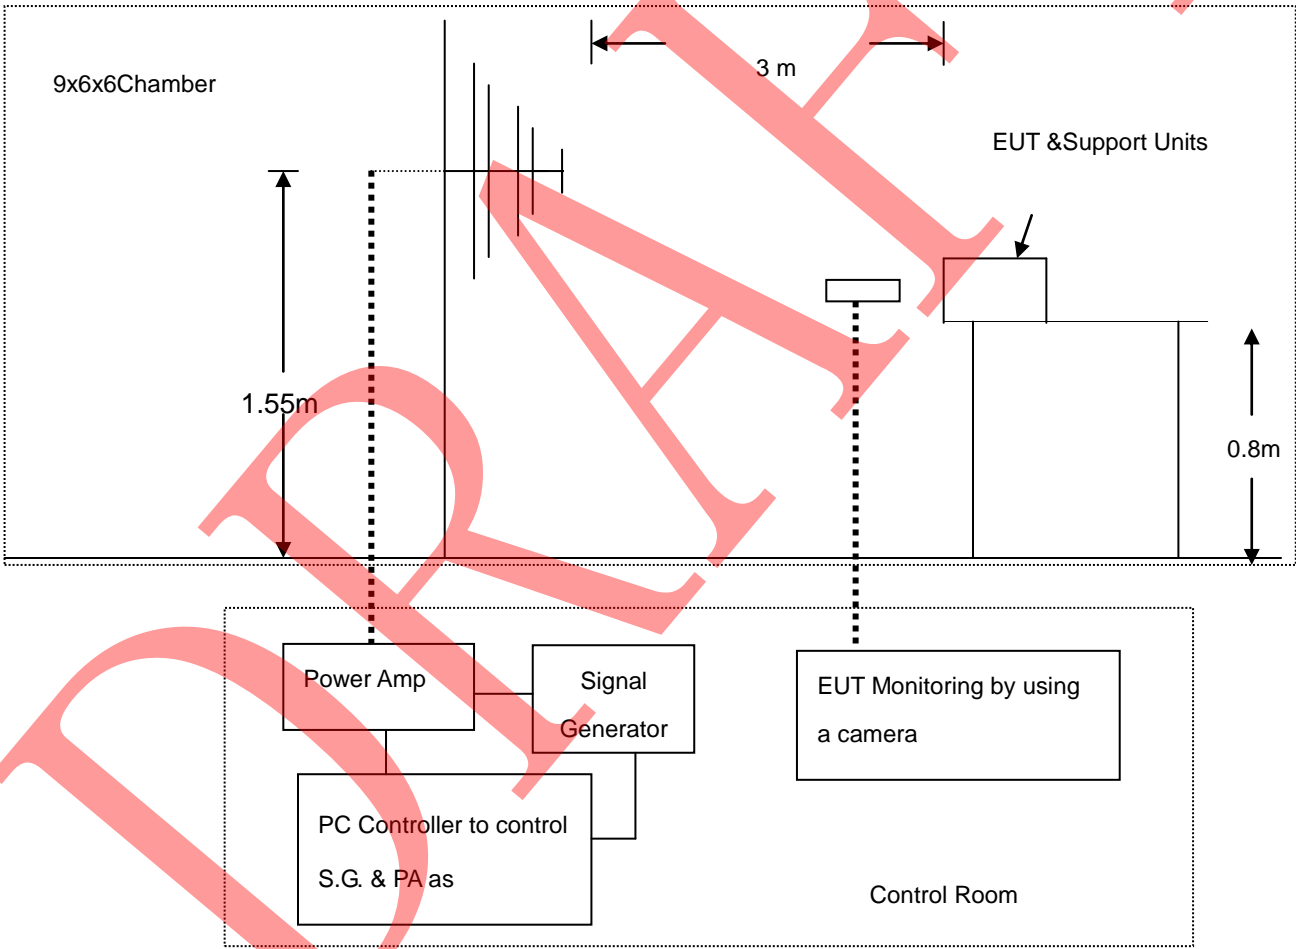 9x6x6Chamber
3 m
EUT &Support Units
1.55m
0.8m
Power Amp
Signal
Generator
EUT Monitoring by using
a camera
PC Controller to control
S.G. & PA as
Control Room
DRAF